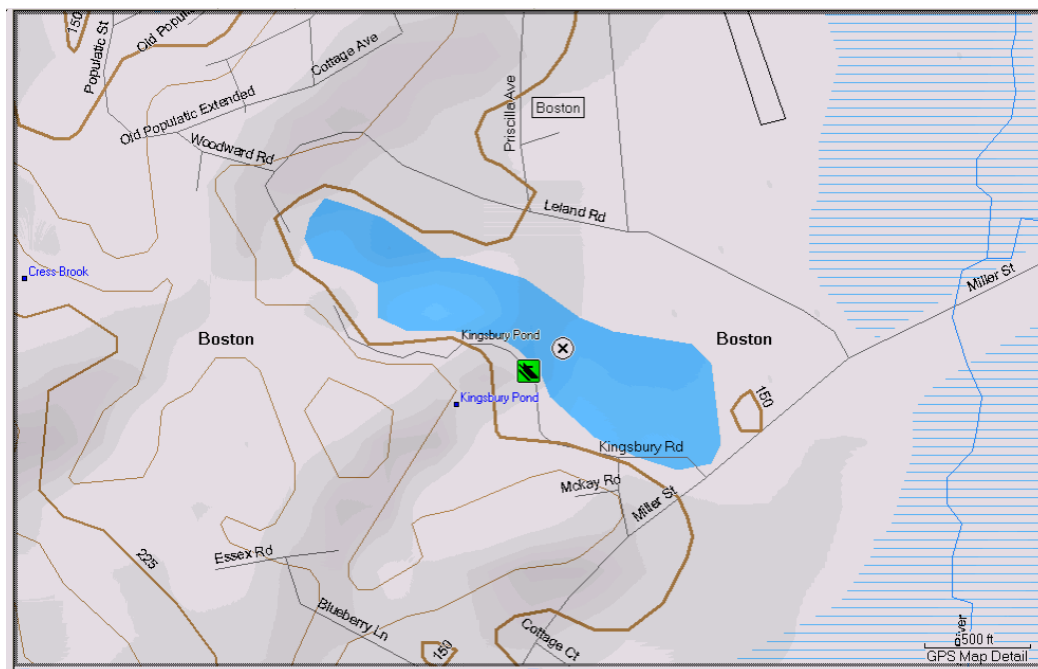 150
Populatic St
Old Populatic
Cottage Ave
Old Populatic Extended
Woodward Rd
Priscilla Ave
Boston
Leland Rd
Cress-Brook
Miller St
Boston
Kingsbury Pond
Boston
Kingsbury Pond
150
Kingsbury Rd
Mckay Rd
Miller St
225
Essex Rd
Blueberry Ln
Cottage Ct
150
500 ft
GPS Map Detail